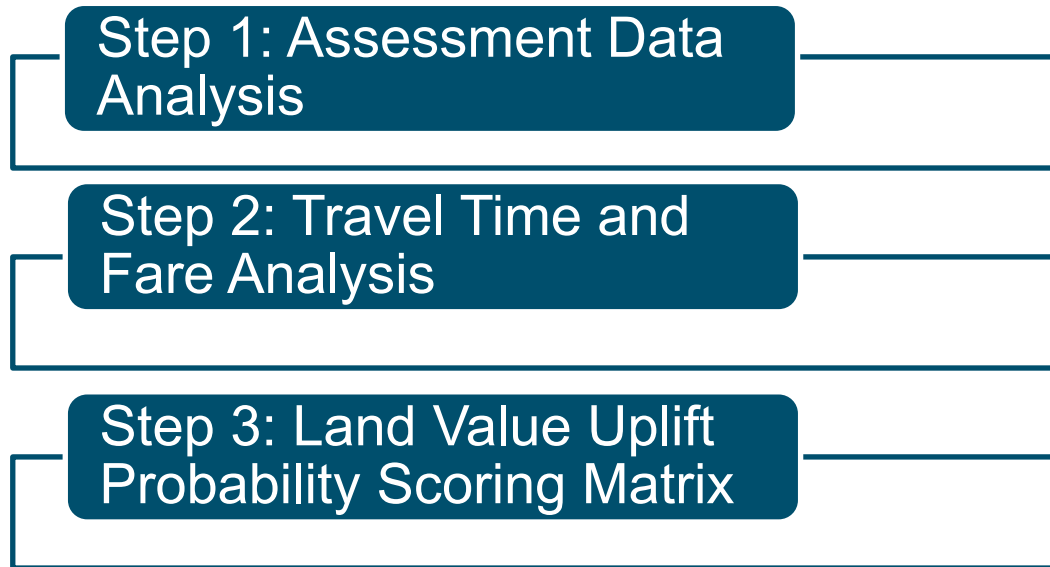 Step 1: Assessment Data
Analysis
Step 2: Travel Time and
Fare Analysis
Step 3: Land Value Uplift
Probability Scoring Matrix